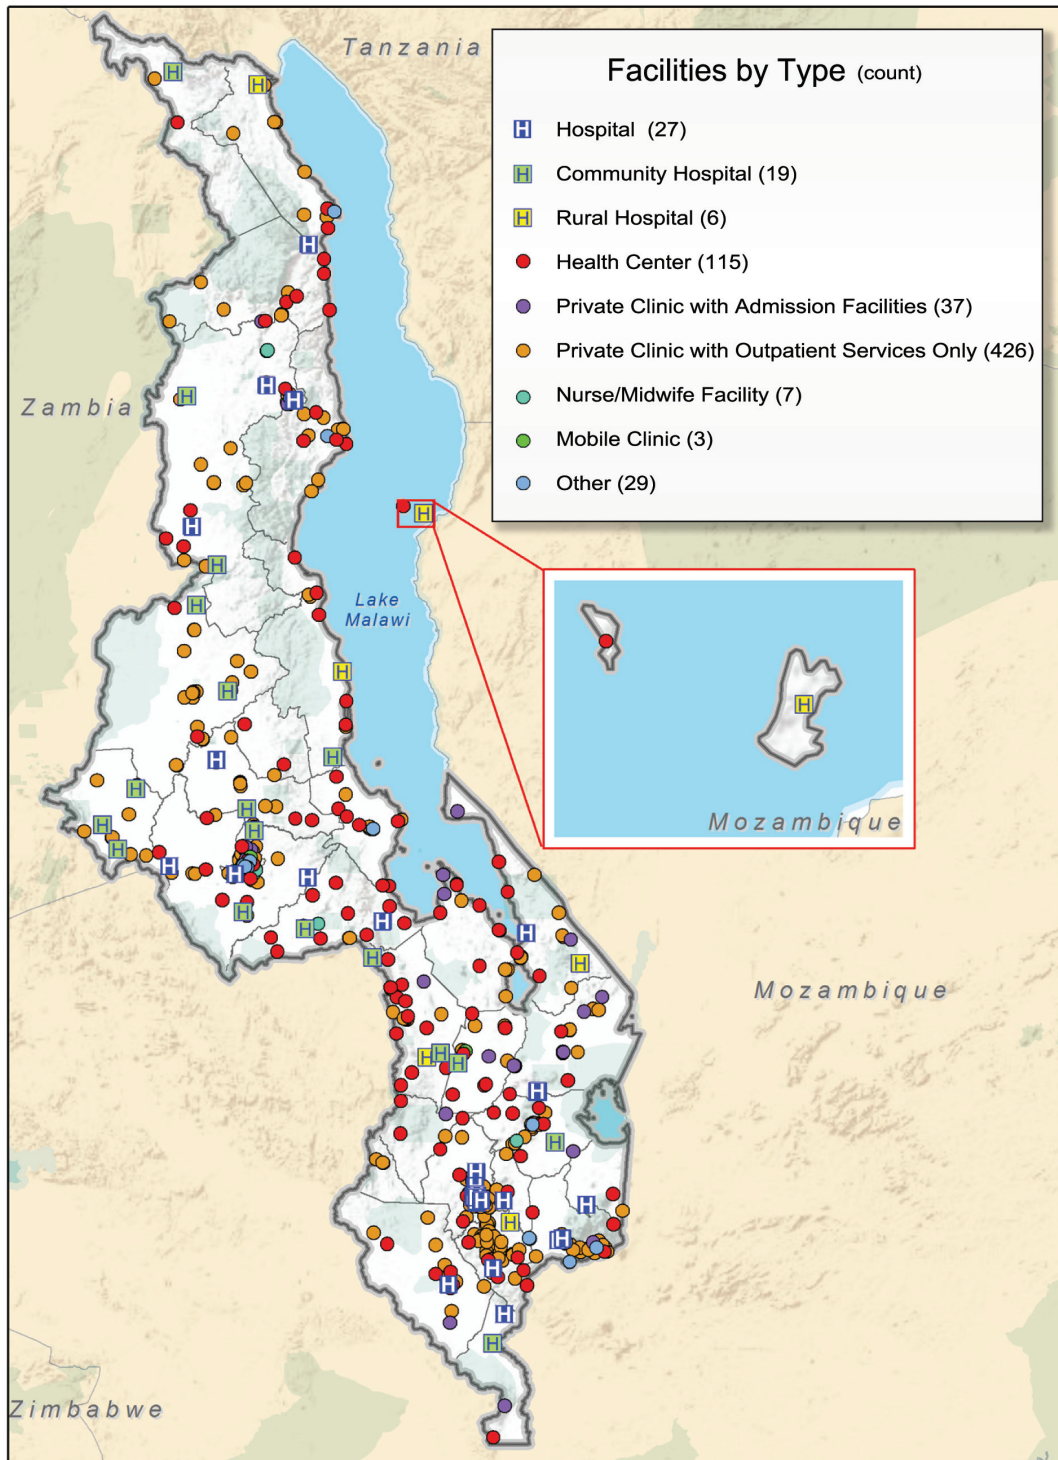 Tanzania
Facilities by Type (count)
H Hospital (27)
H Community Hospital (19)
H Rural Hospital (6)
Health Center (115)
Private Clinic with Admission Facilities (37)
Private Clinic with Outpatient Services Only (426)
Nurse/Midwife Facility (7)
Mobile Clinic (3)
Other (29)
Zambia
Lake
Malawi
Mozambique
Mozambique
Zimbabwe